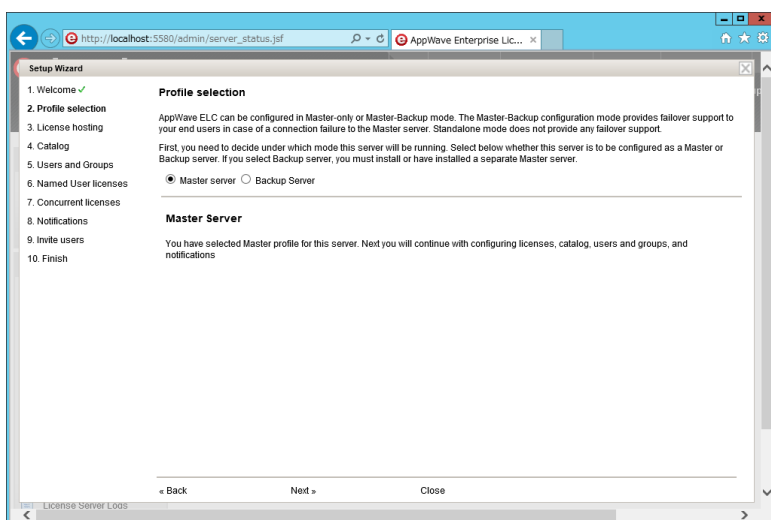 http://localhost:5580/admin/server_status.jsf
AppWave Enterprise Lic...
Setup Wizard
1. Welcome
2. Profile selection
3. License hosting
4. Catalog
5. Users and Groups
6. Named User licenses
7. Concurrent licenses
8. Notifications
9. Invite users
10. Finish
Profile selection
AppWave ELC can be configured in Master-only or Master-Backup mode. The Master-Backup configuration mode provides failover support to
your end users in case of a connection failure to the Master server. Standalone mode does not provide any failover support.
First, you need to decide under which mode this server will be running. Select below whether this server is to be configured as a Master or
Backup server. If you select Backup server, you must install or have installed a separate Master server.
Master server Backup Server
Master Server
You have selected Master profile for this server. Next you will continue with configuring licenses, catalog, users and groups, and
notifications
« Back Next » Close
License Server Logs